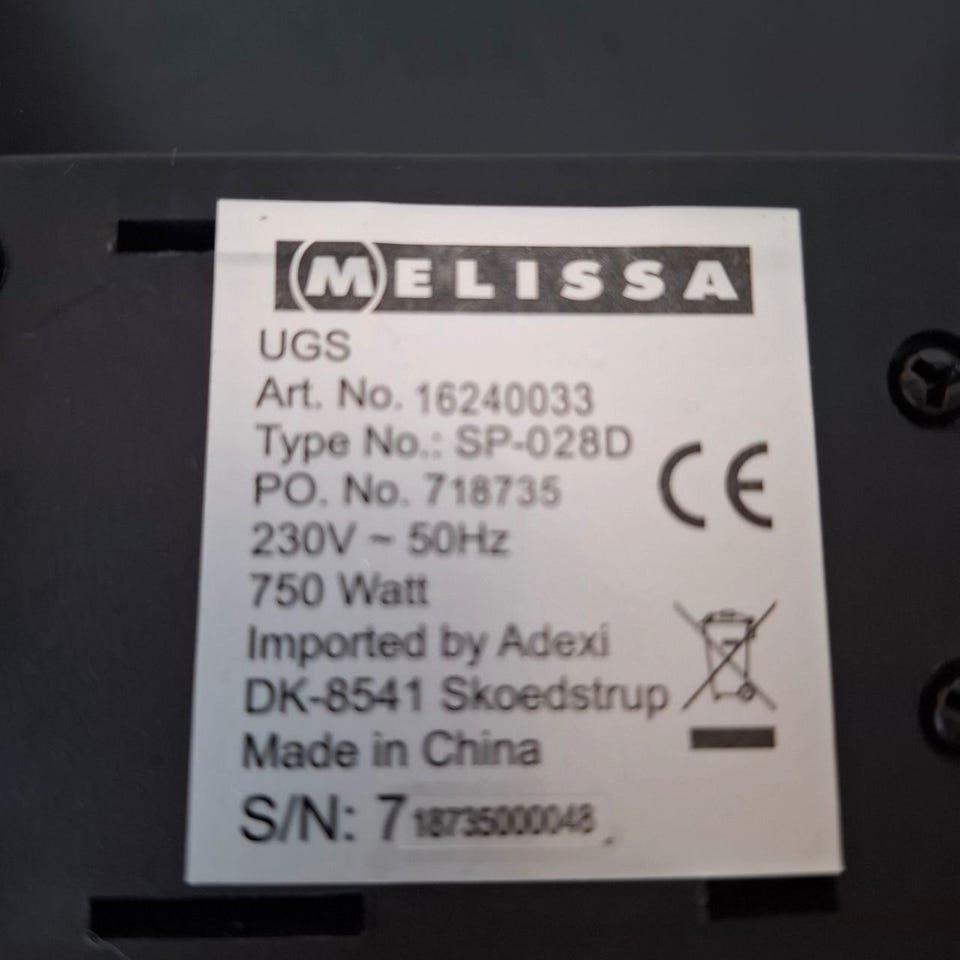 MELISSA
UGS
Art. No. 16240033
Type No.: SP-028D
PO. No. 718735
230V ~ 50Hz
750 Watt
Imported by Adexi
DK-8541 Skoedstrup
Made in China
S/N: 718735000048
CE